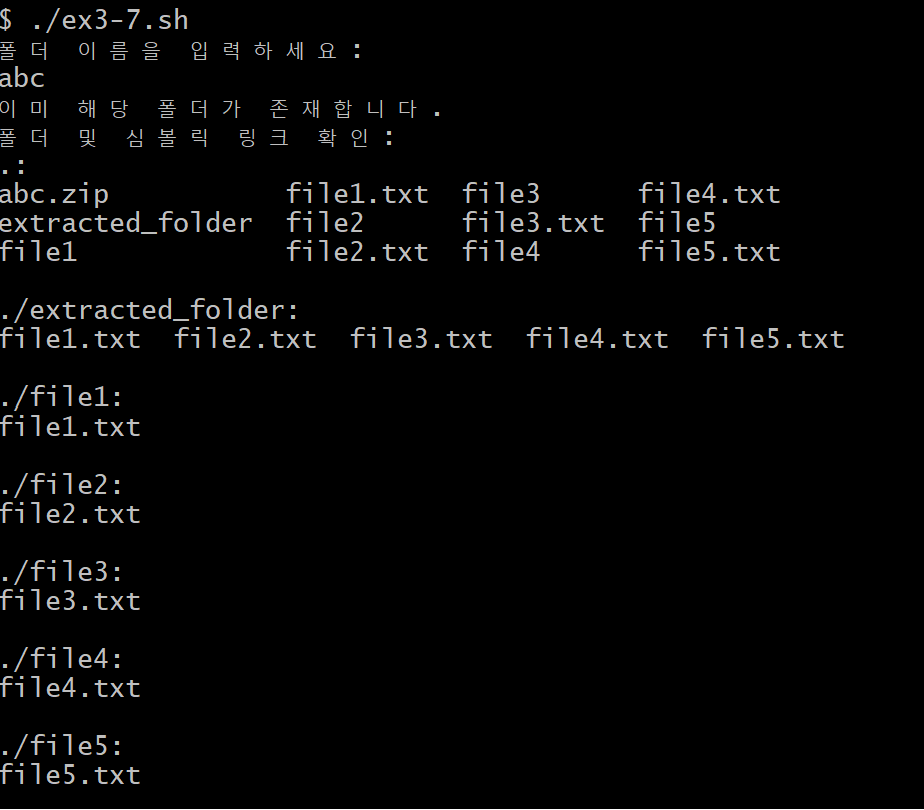 $ ./ex3-7.sh
폴더 이름을 입력하세요:
abc
이미 해당 폴더가 존재합니다.
폴더 및 심볼릭 링크 확인:
.:
abc.zip file1.txt file3 file4.txt
extracted_folder file2 file3.txt file5
file1 file2.txt file4 file5.txt
./extracted_folder:
file1.txt file2.txt file3.txt file4.txt file5.txt
./file1:
file1.txt
./file2:
file2.txt
./file3:
file3.txt
./file4:
file4.txt
./file5:
file5.txt